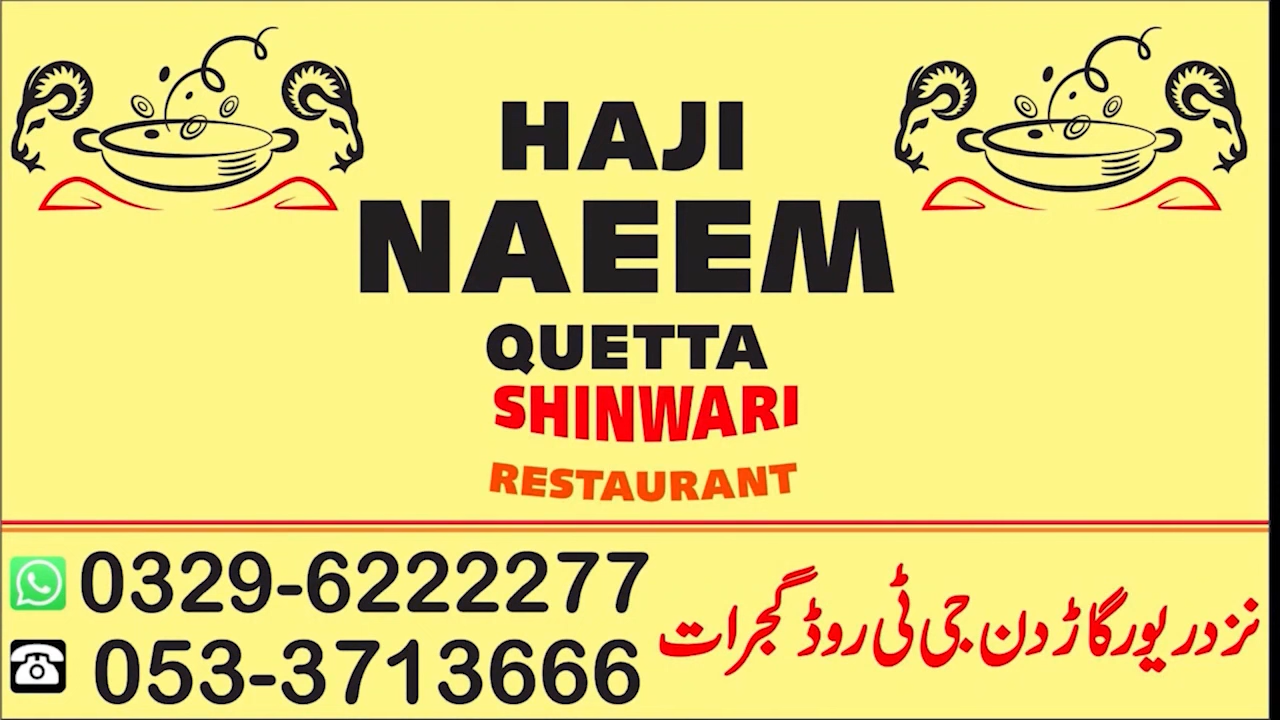 HAJI
NAEEM
QUETTA
SHINWARI
RESTAURANT
0329-6222277
053-3713666
نزد ریور گارڈن جی ٹی روڈ گجرات